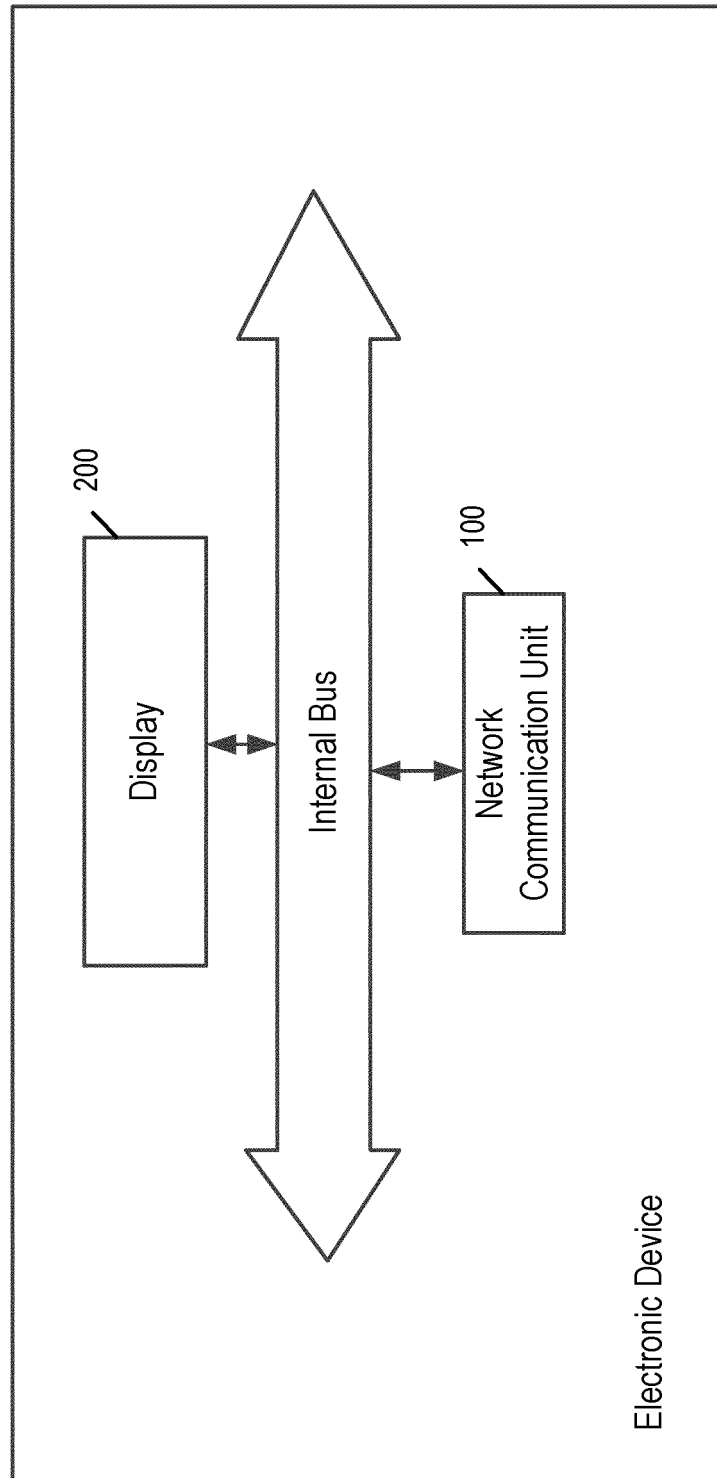 200
Display
Internal Bus
100
Network
Communication Unit
Electronic Device